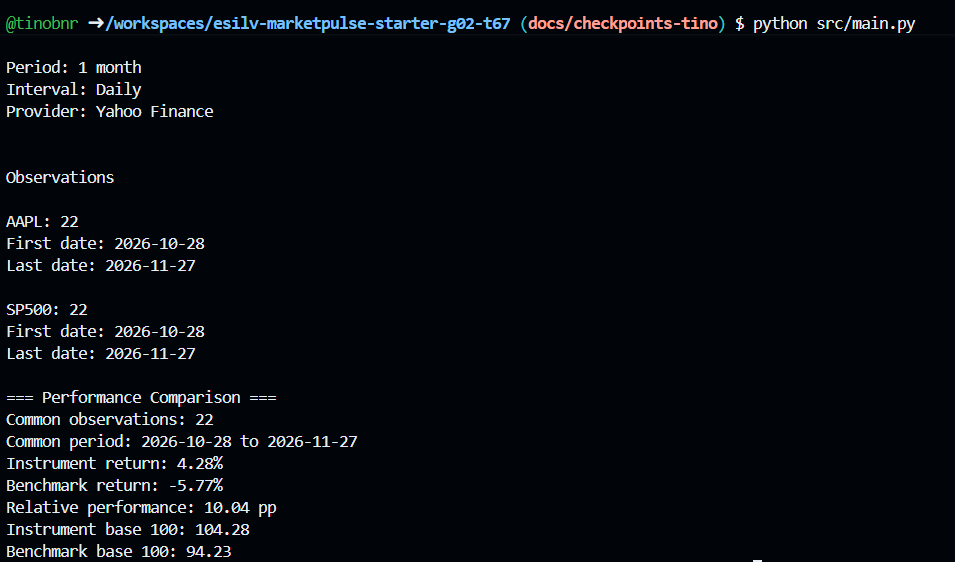 @tinobnr ➜/workspaces/esilv-marketpulse-starter-g02-t67 (docs/checkpoints-tino) $ python src/main.py
Period: 1 month
Interval: Daily
Provider: Yahoo Finance
Observations
AAPL: 22
First date: 2026-10-28
Last date: 2026-11-27
SP500: 22
First date: 2026-10-28
Last date: 2026-11-27
=== Performance Comparison ===
Common observations: 22
Common period: 2026-10-28 to 2026-11-27
Instrument return: 4.28%
Benchmark return: -5.77%
Relative performance: 10.04 pp
Instrument base 100: 104.28
Benchmark base 100: 94.23